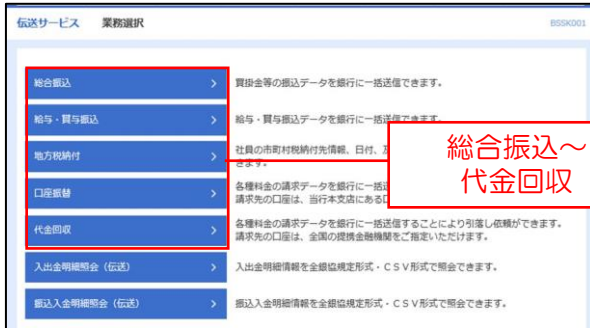 伝送サービス 業務選択 BSSK001
総合振込 > 買掛金等の振込データを銀行に一括送信できます。
給与・賞与振込 > 給与・賞与振込データを銀行に一括送信できます。
地方税納付 > 社員の市町村税納付先情報、日付、
きます。
口座振替 > 各種料金の請求データを銀行に一括送
請求先の口座は、当行本支店にある口
代金回収 > 各種料金の請求データを銀行に一括送信することにより引落し依頼ができます。
請求先の口座は、全国の提携金融機関をご指定いただけます。
入出金明細照会(伝送) > 入出金明細情報を全銀協規定形式・CSV形式で照会できます。
振込入金明細照会(伝送) > 振込入金明細情報を全銀協規定形式・CSV形式で照会できます。
総合振込~
代金回収